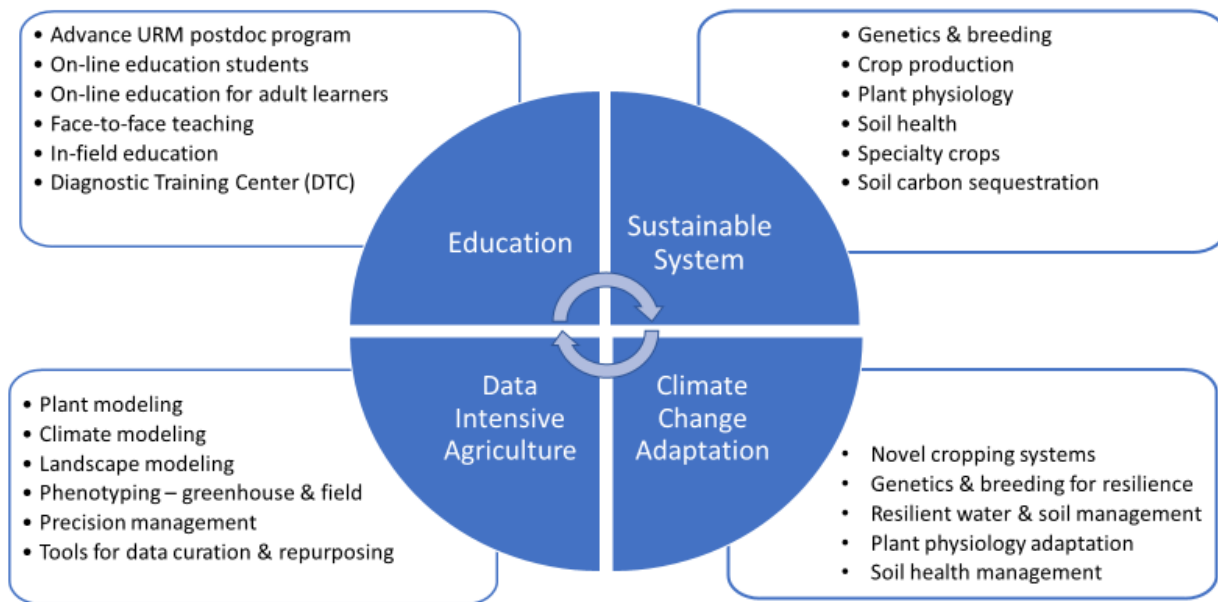 • Advance URM postdoc program
• On-line education students
• On-line education for adult learners
• Face-to-face teaching
• In-field education
• Diagnostic Training Center (DTC)
• Genetics & breeding
• Crop production
• Plant physiology
• Soil health
• Specialty crops
• Soil carbon sequestration
Education
Sustainable
System
Data
Intensive
Agriculture
Climate
Change
Adaptation
• Plant modeling
• Climate modeling
• Landscape modeling
• Phenotyping – greenhouse & field
• Precision management
• Tools for data curation & repurposing
• Novel cropping systems
• Genetics & breeding for resilience
• Resilient water & soil management
• Plant physiology adaptation
• Soil health management